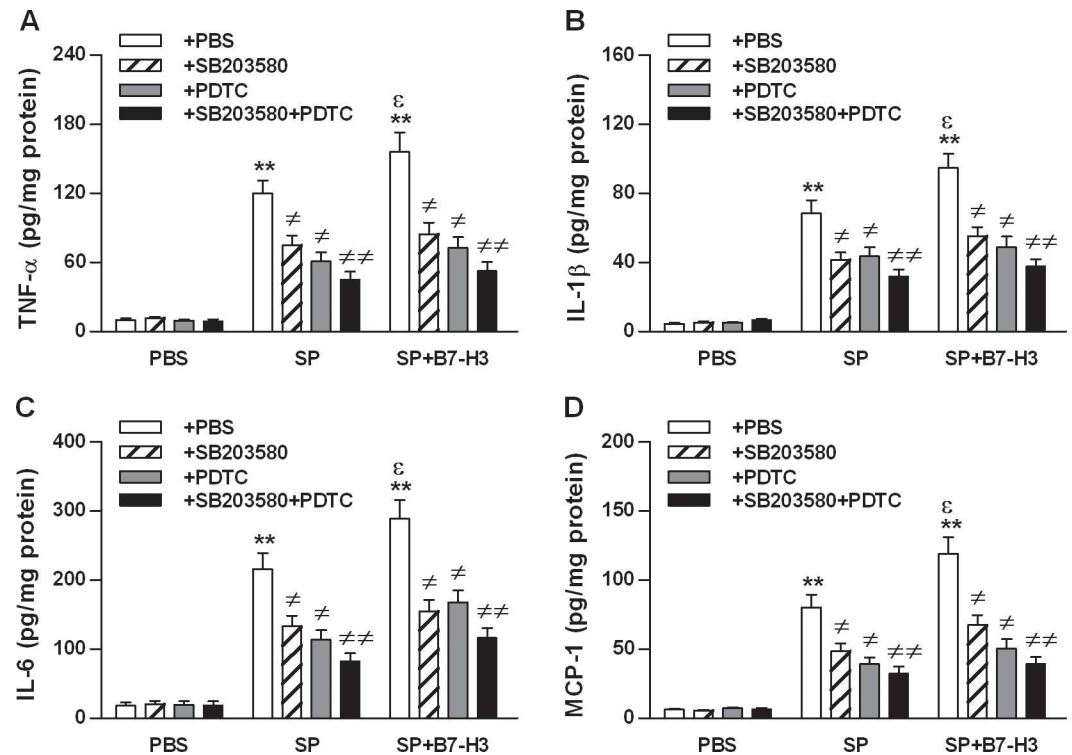 A
TNF-α (pg/mg protein)
240
180
120
60
0
+PBS
+SB203580
+PDTC
+SB203580+PDTC
**
≠
≠
≠≠
ε
**
≠
≠
≠≠
PBS SP SP+B7-H3
B
IL-1β (pg/mg protein)
160
120
80
40
0
+PBS
+SB203580
+PDTC
+SB203580+PDTC
**
≠
≠
≠≠
ε
**
≠
≠
≠≠
PBS SP SP+B7-H3
C
IL-6 (pg/mg protein)
400
300
200
100
0
+PBS
+SB203580
+PDTC
+SB203580+PDTC
**
≠
≠
≠≠
ε
**
≠
≠
≠≠
PBS SP SP+B7-H3
D
MCP-1 (pg/mg protein)
200
150
100
50
0
+PBS
+SB203580
+PDTC
+SB203580+PDTC
**
≠
≠
≠≠
ε
**
≠
≠
≠≠
PBS SP SP+B7-H3